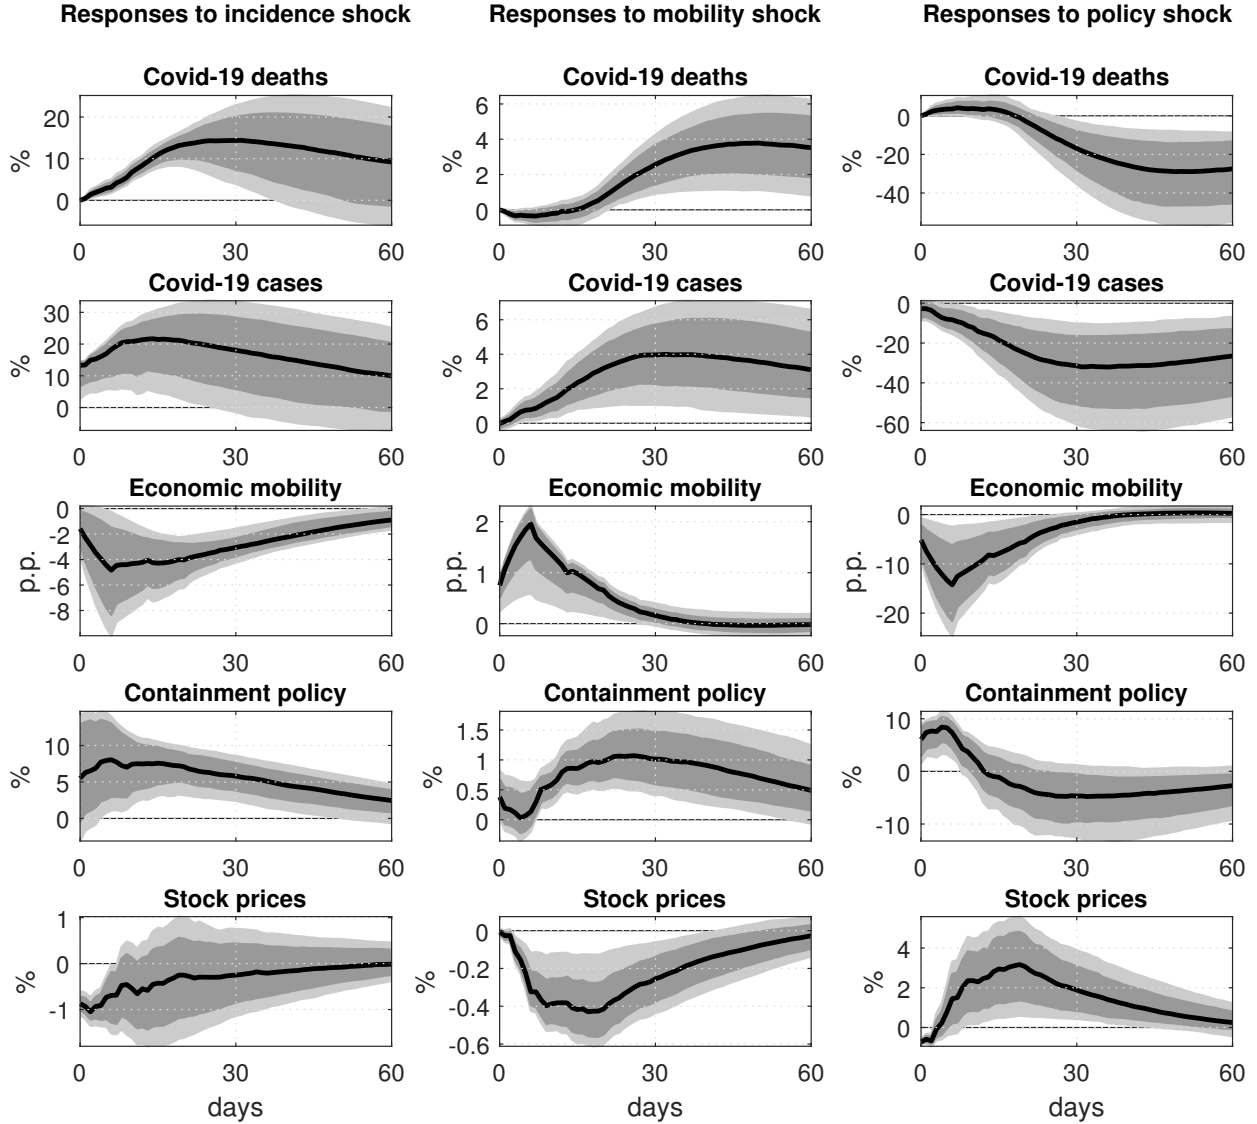 Responses to incidence shock Responses to mobility shock Responses to policy shock
Covid-19 deaths Covid-19 deaths Covid-19 deaths
% 20 10 0 % 6 4 2 0 % 0 -20 -40
0 30 60 0 30 60 0 30 60
Covid-19 cases Covid-19 cases Covid-19 cases
% 30 20 10 0 % 6 4 2 0 % 0 -20 -40 -60
0 30 60 0 30 60 0 30 60
Economic mobility Economic mobility Economic mobility
p.p. 0 -2 -4 -6 -8 p.p. 2 1 0 p.p. 0 -10 -20
0 30 60 0 30 60 0 30 60
Containment policy Containment policy Containment policy
% 10 5 0 % 1.5 1 0.5 0 % 10 0 -10
0 30 60 0 30 60 0 30 60
Stock prices Stock prices Stock prices
% 1 0 -1 % 0 -0.2 -0.4 -0.6 % 4 2 0
0 30 60 0 30 60 0 30 60
days days days